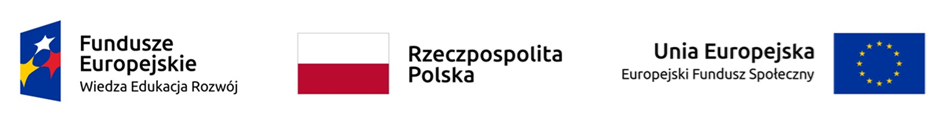 Fundusze
Europejskie
Wiedza Edukacja Rozwój
Rzeczpospolita
Polska
Unia Europejska
Europejski Fundusz Społeczny